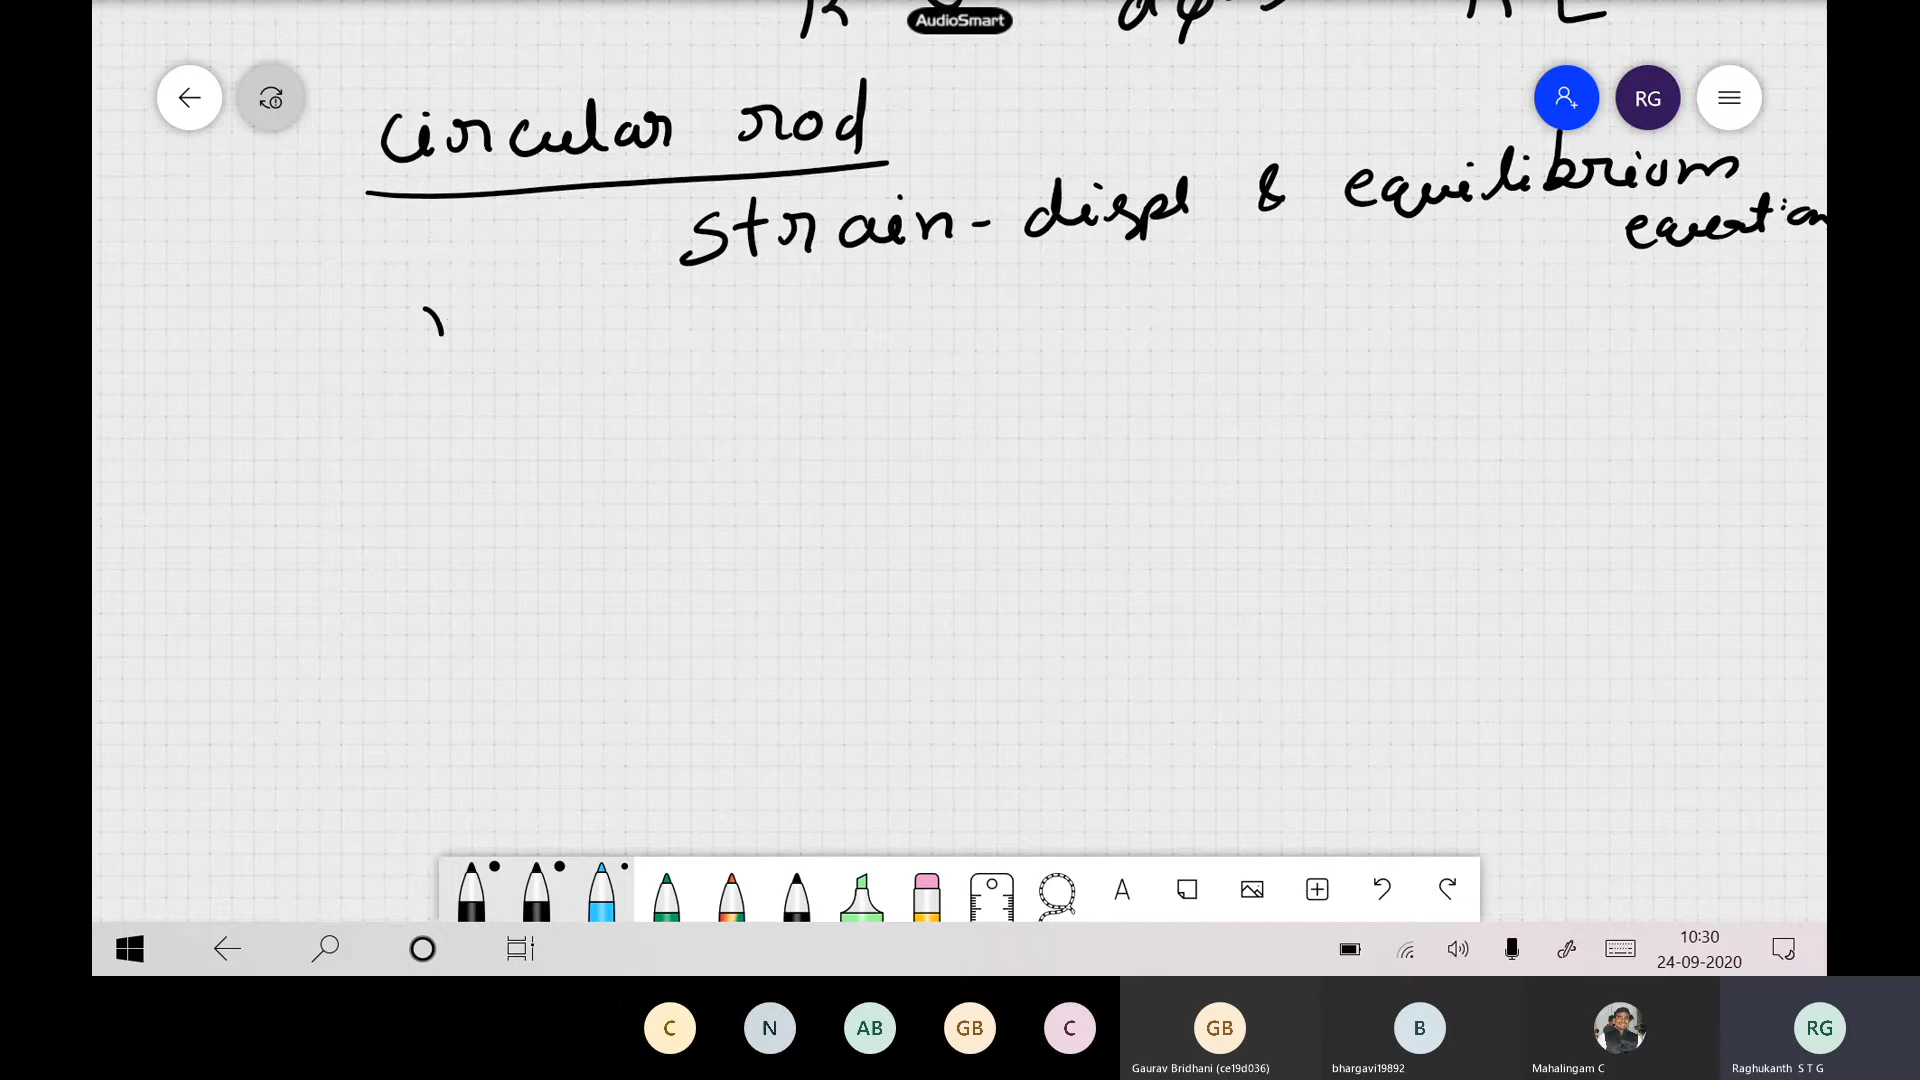 AudioSmart
RG
circular rod
strain-displ & equilibrium
equation
A
10:30
24-09-2020
C N AB GB C GB B RG
Gaurav Bridhani (ce19d036) bhargavi19892 Mahalingam C Raghukanth S T G